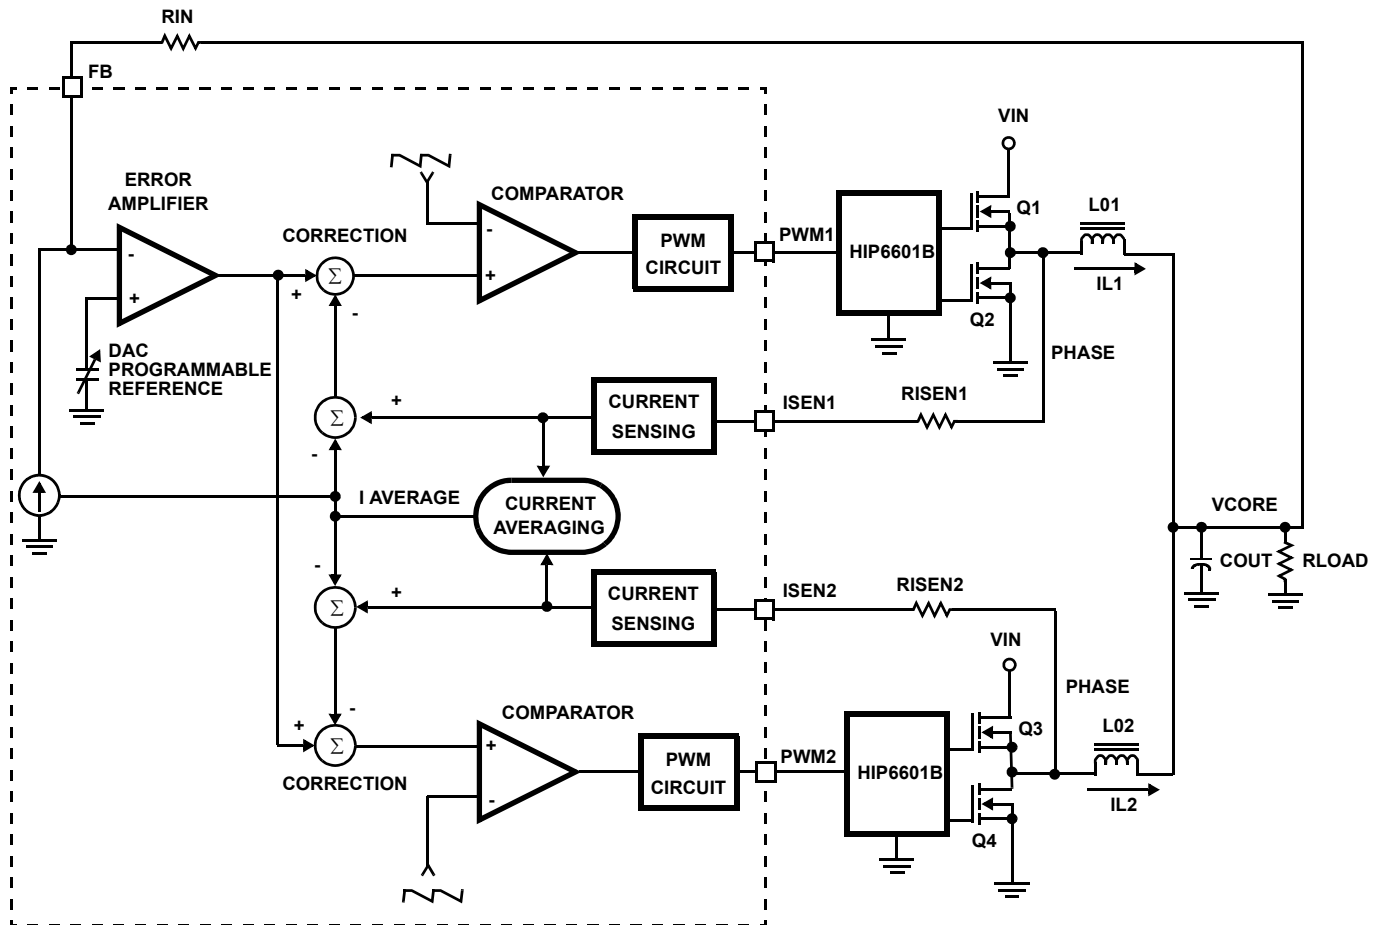 RIN
FB
VIN
ERROR
AMPLIFIER
COMPARATOR
Q1
L01
CORRECTION
PWM
CIRCUIT
PWM1
HIP6601B
-
+
-
+
Σ
+
-
IL1
Q2
DAC
PROGRAMMABLE
REFERENCE
PHASE
CURRENT
SENSING
ISEN1
RISEN1
Σ
+
-
I AVERAGE
CURRENT
AVERAGING
VCORE
COUT
RLOAD
-
Σ
+
CURRENT
SENSING
ISEN2
RISEN2
VIN
PHASE
-
+
Σ
CORRECTION
COMPARATOR
+
-
PWM
CIRCUIT
PWM2
HIP6601B
Q3
L02
IL2
Q4